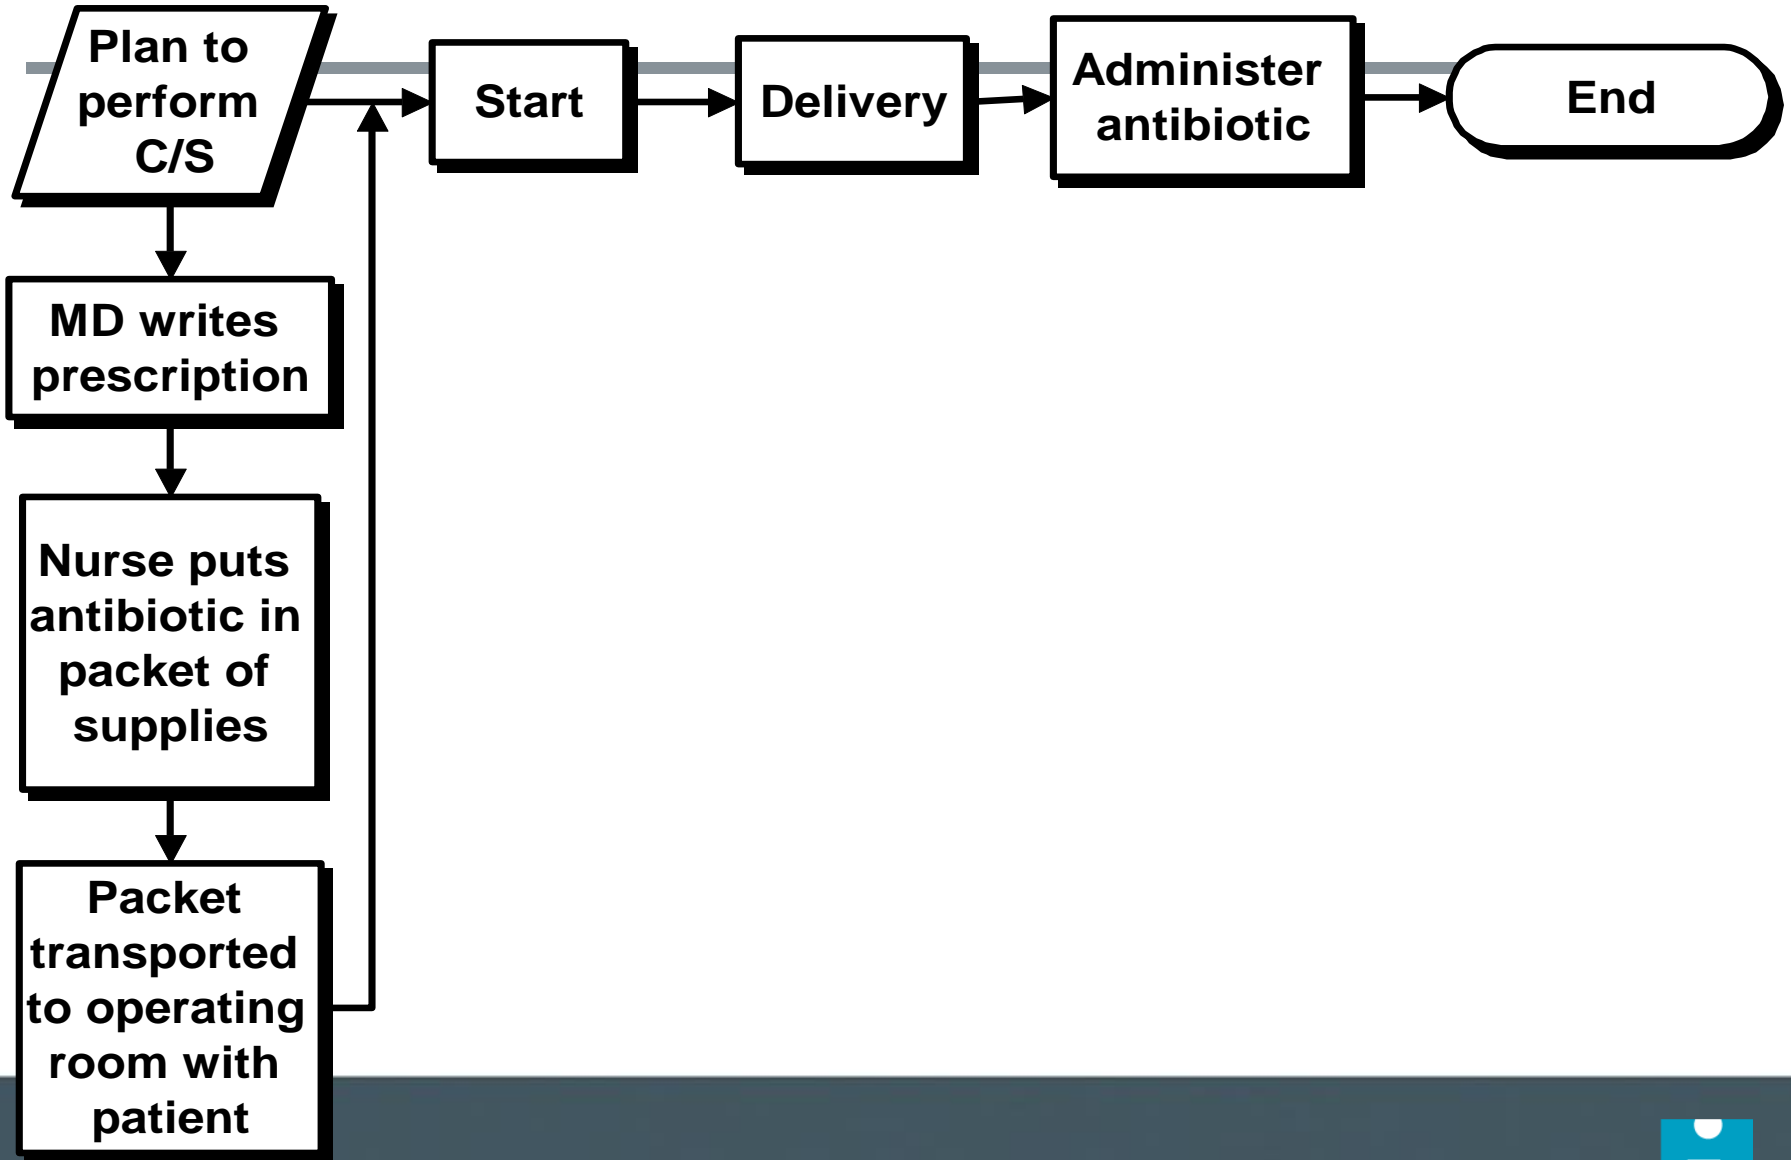 Plan to
perform
C/S
Start
Delivery
Administer
antibiotic
End
MD writes
prescription
Nurse puts
antibiotic in
packet of
supplies
Packet
transported
to operating
room with
patient